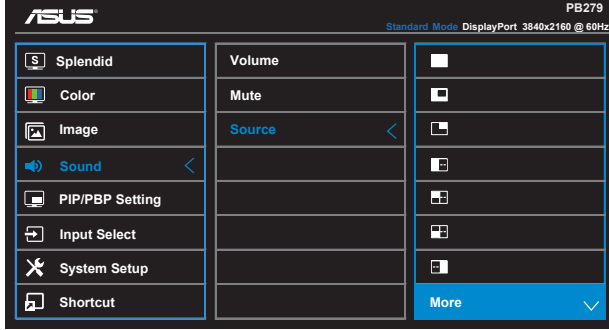 ASUS
PB279
Standard Mode DisplayPort 3840x2160 @ 60Hz
S Splendid
Color
Image
Sound
PIP/PBP Setting
Input Select
System Setup
Shortcut
Volume
Mute
Source
More